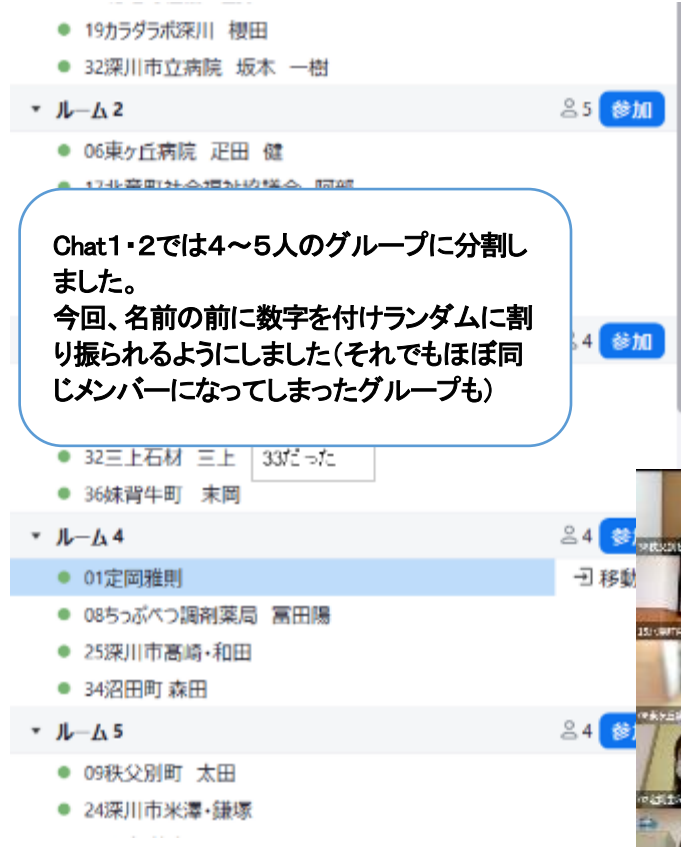 19カラダラボ深川 櫻田
32深川市立病院 坂本 一樹
ルーム 2 5 参加
06東ヶ丘病院 疋田 健
Chat1・2では4～5人のグループに分割し
ました。
今回、名前の前に数字を付けランダムに割
り振られるようにしました（それでもほぼ同
じメンバーになってしまったグループも）
4 参加
32三上石材 三上 33だった
36妹背牛町 末岡
ルーム 4 4
01定岡雅則 移動
08ちっぷべつ調剤薬局 冨田陽
25深川市高崎・和田
34沼田町 森田
ルーム 5 4
09秩父別町 太田
24深川市米澤・鎌塚